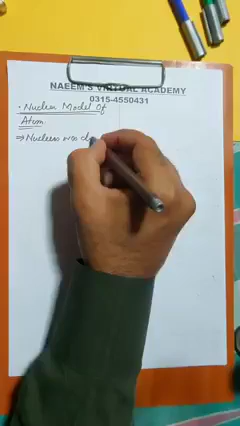 NAEEM'S VIRTUAL ACADEMY
0315-4550431
· Nuclear Model Of
Atom
⇒ Nucleus was